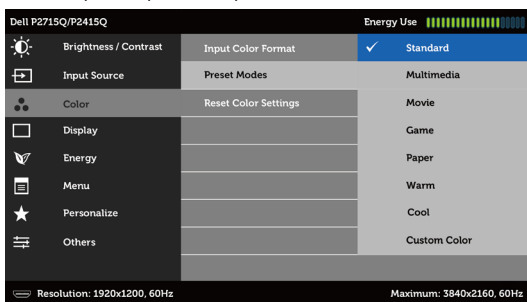 Dell P2715Q/P2415Q Energy Use
Brightness / Contrast Input Color Format Standard
Input Source Preset Modes Multimedia
Color Reset Color Settings Movie
Display Game
Energy Paper
Menu Warm
Personalize Cool
Others Custom Color
Resolution: 1920x1200, 60Hz Maximum: 3840x2160, 60Hz